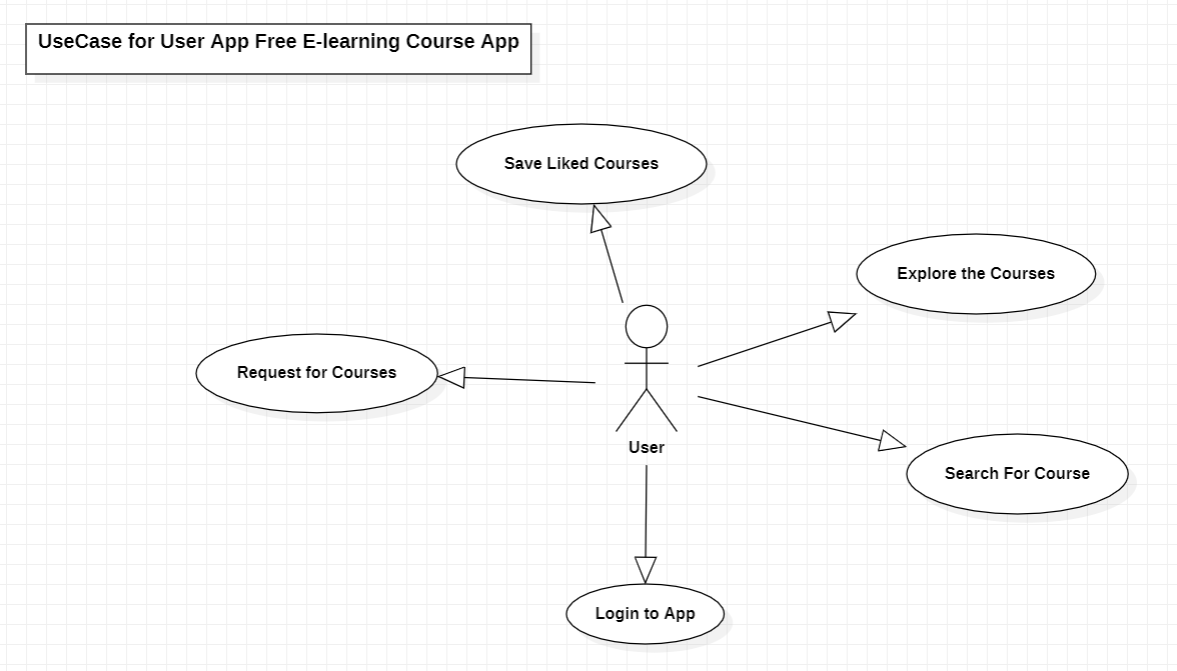 UseCase for User App Free E-learning Course App
Save Liked Courses
Explore the Courses
Request for Courses
User
Search For Course
Login to App